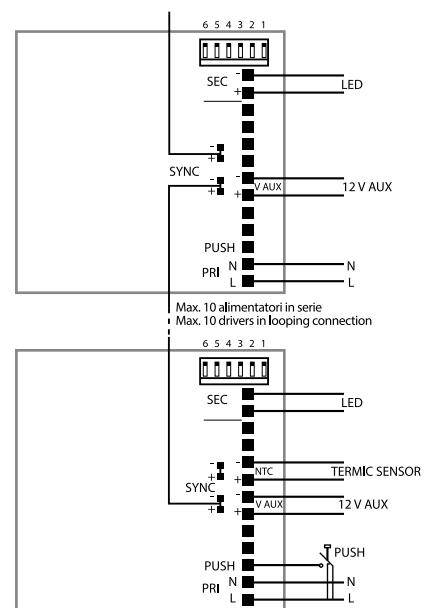 6 5 4 3 2 1
SEC - LED
+
-
+
SYNC
- - V AUX 12 V AUX
+ +
PUSH
PRI N N
L L
Max. 10 alimentatori in serie
Max. 10 drivers in looping connection
6 5 4 3 2 1
SEC LED
- - NTC TERMIC SENSOR
+ +
SYNC
- - V AUX 12 V AUX
+ +
PUSH PUSH
PRI N N
L L